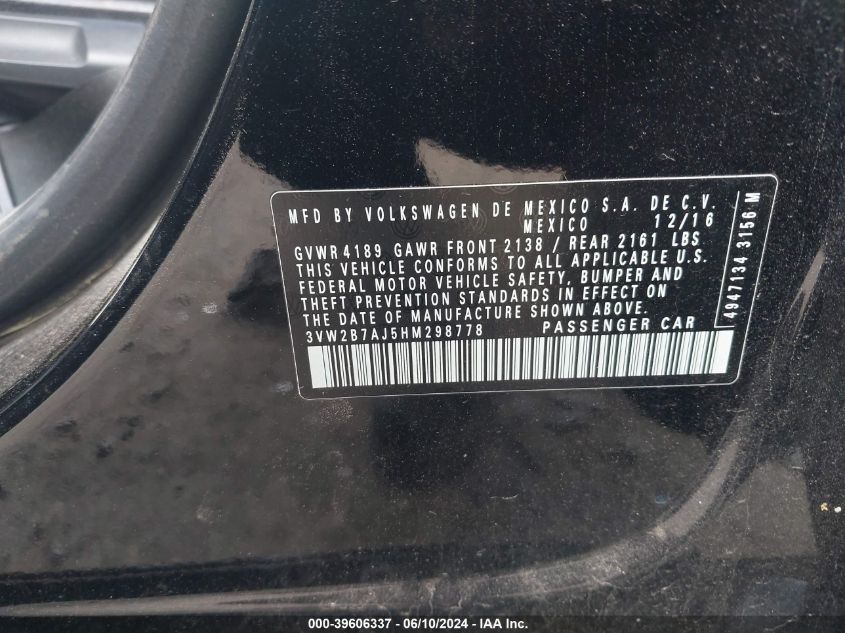 MFD BY VOLKSWAGEN DE MEXICO S.A. DE C.V.
MEXICO 12/16
GVWR 4189 GAWR FRONT 2138 / REAR 2161 LBS
THIS VEHICLE CONFORMS TO ALL APPLICABLE U.S.
FEDERAL MOTOR VEHICLE SAFETY, BUMPER AND
THEFT PREVENTION STANDARDS IN EFFECT ON
THE DATE OF MANUFACTURE SHOWN ABOVE.
3VW2B7AJ5HM298778 PASSENGER CAR
4947134 3156 M
000-39606337 - 06/10/2024 - IAA Inc.